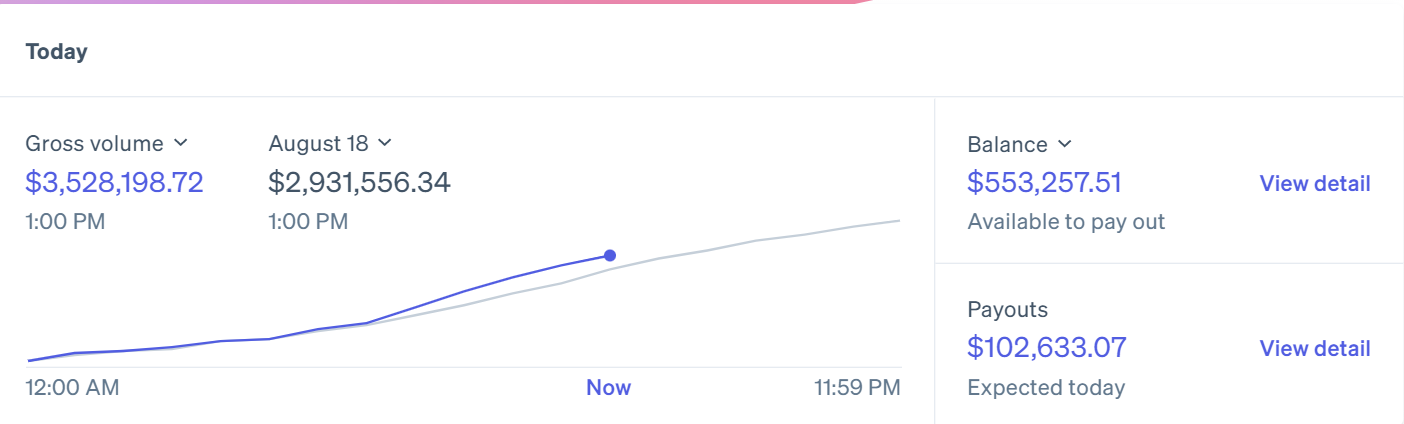 Today
Gross volume
$3,528,198.72
1:00 PM
August 18
$2,931,556.34
1:00 PM
12:00 AM
Now
11:59 PM
Balance
$553,257.51
View detail
Available to pay out
Payouts
$102,633.07
View detail
Expected today